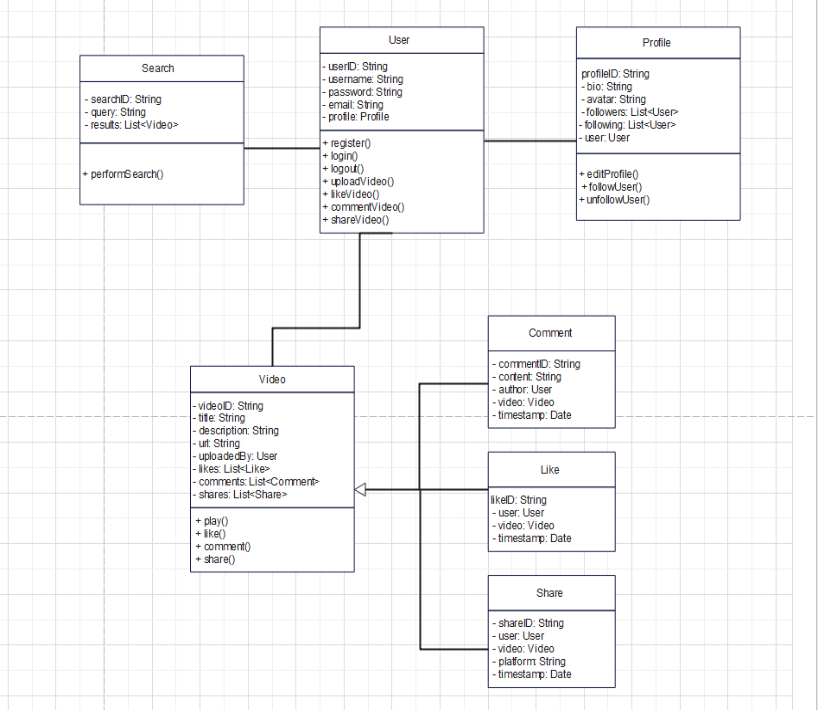 Search
- searchID: String
- query: String
- results: List<Video>
+ performSearch()
User
- userID: String
- username: String
- password: String
- email: String
- profile: Profile
+ register()
+ login()
+ logout()
+ uploadVideo()
+ likeVideo()
+ commentVideo()
+ shareVideo()
Profile
profileID: String
- bio: String
- avatar: String
- followers: List<User>
- following: List<User>
- user: User
+ editProfile()
+ followUser()
+ unfollowUser()
Video
- videoID: String
- title: String
- description: String
- url: String
- uploadedBy: User
- likes: List<Like>
- comments: List<Comment>
- shares: List<Share>
+ play()
+ like()
+ comment()
+ share()
Comment
- commentID: String
- content: String
- author: User
- video: Video
- timestamp: Date
Like
likeID: String
- user: User
- video: Video
- timestamp: Date
Share
- shareID: String
- user: User
- video: Video
- platform: String
- timestamp: Date